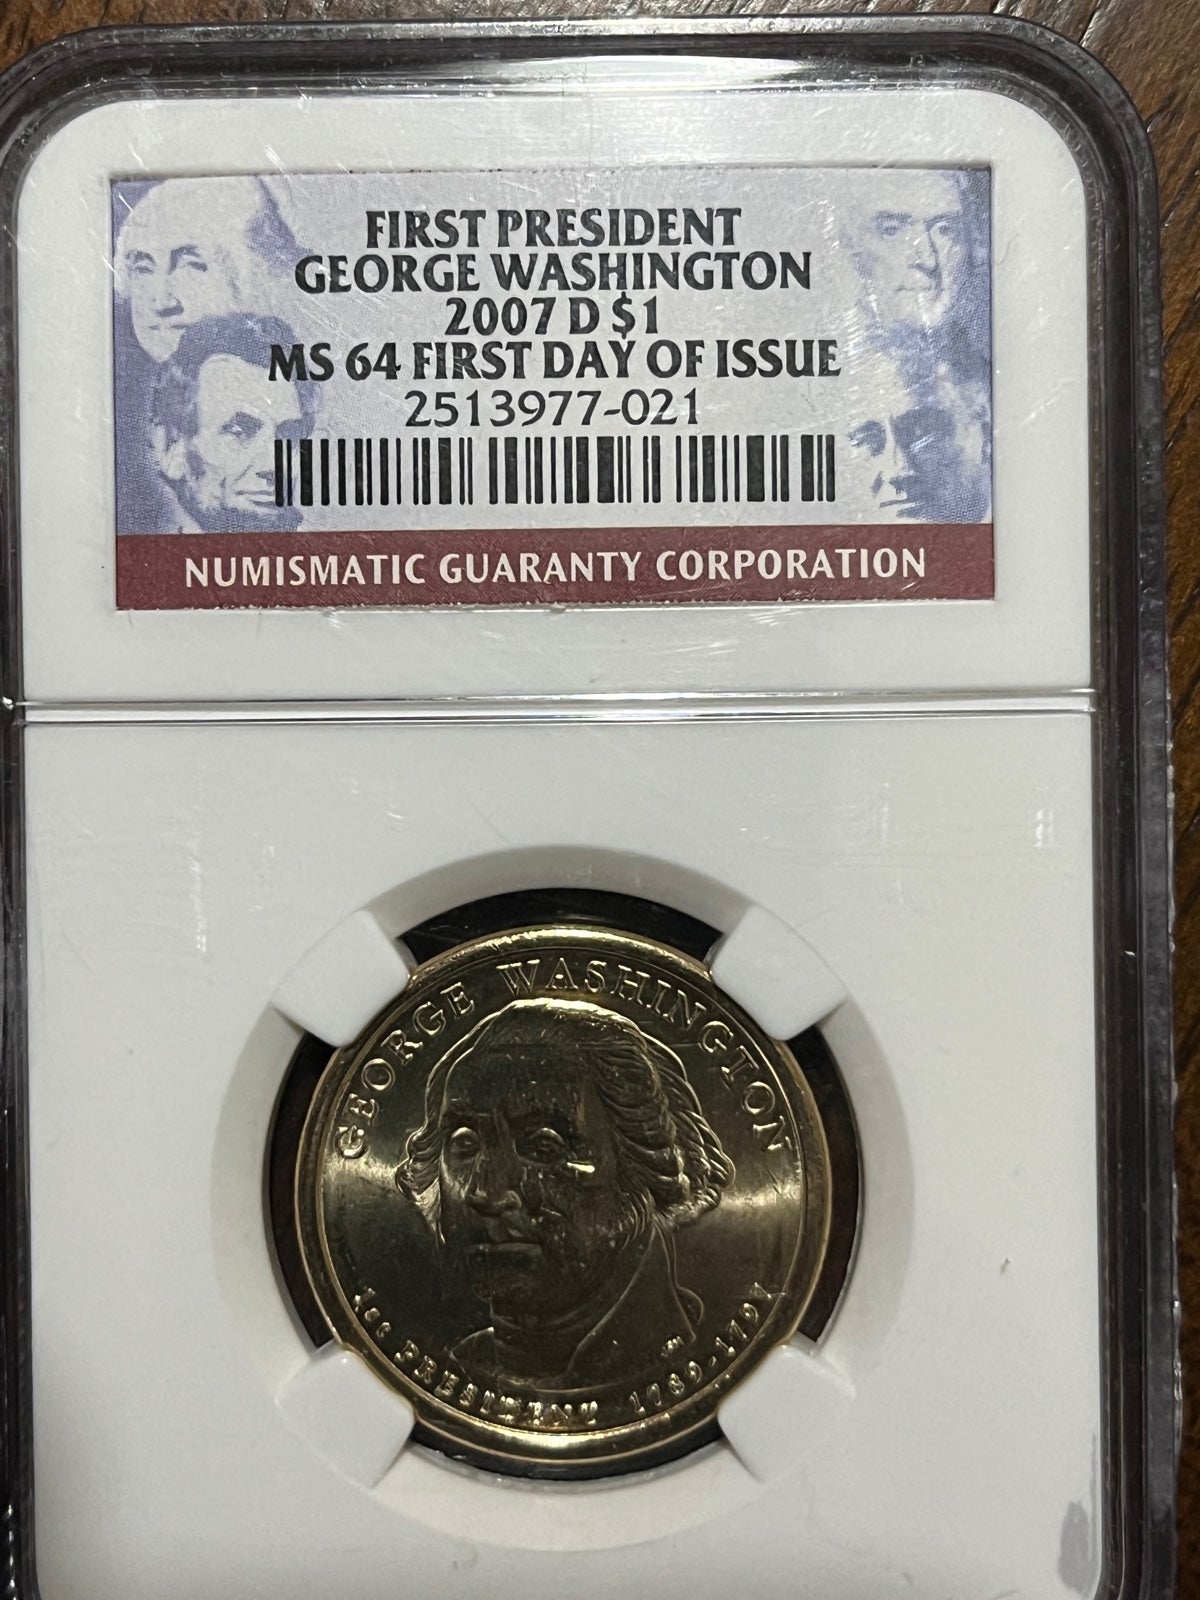 FIRST PRESIDENT
GEORGE WASHINGTON
2007 D $1
MS 64 FIRST DAY OF ISSUE
2513977-021
NUMISMATIC GUARANTY CORPORATION
GEORGE WASHINGTON
1st PRESIDENT 1789-1797